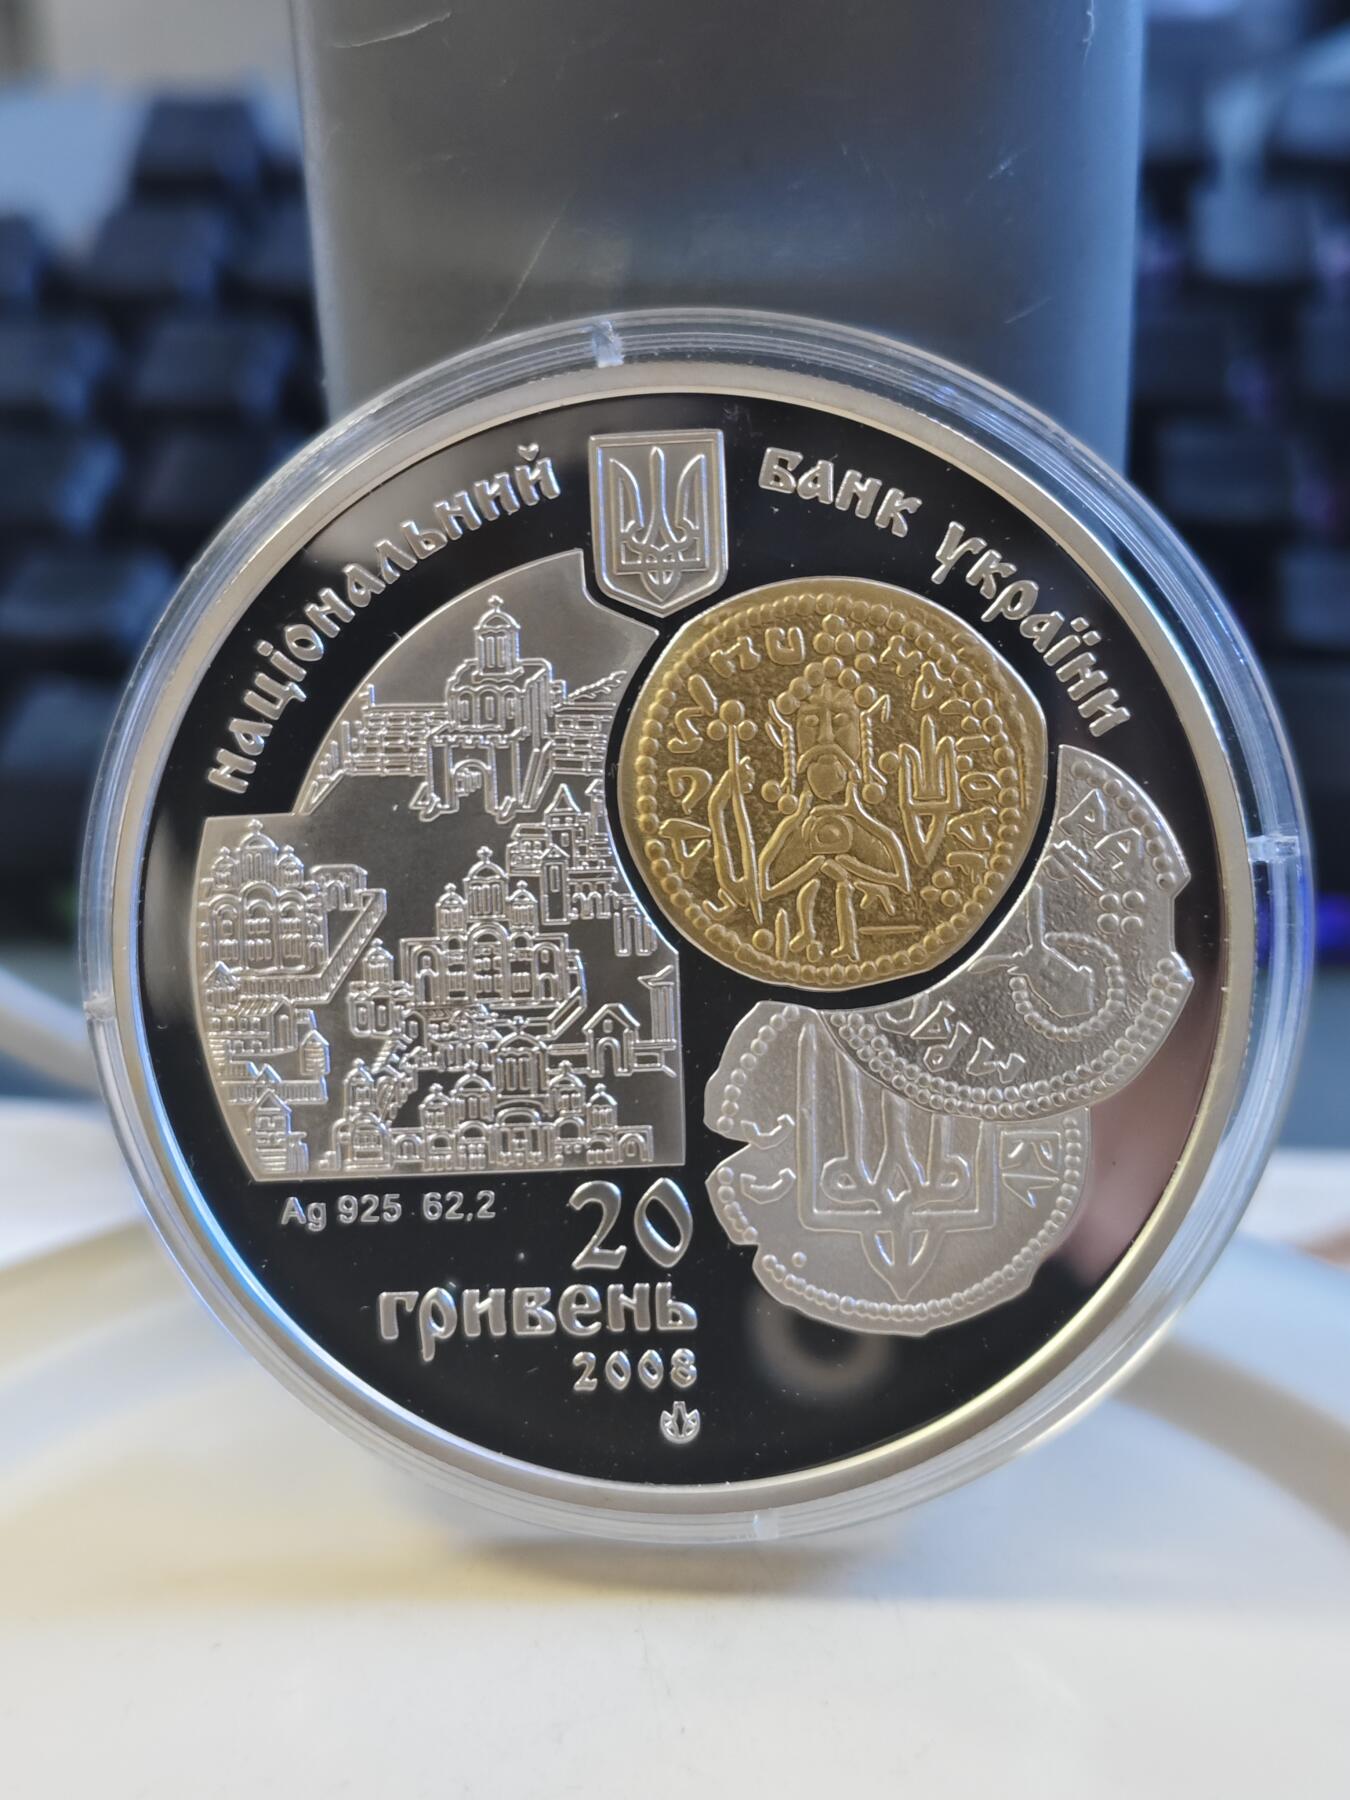 національний банк україни
Ag 925 62,2
20
гривень
2008